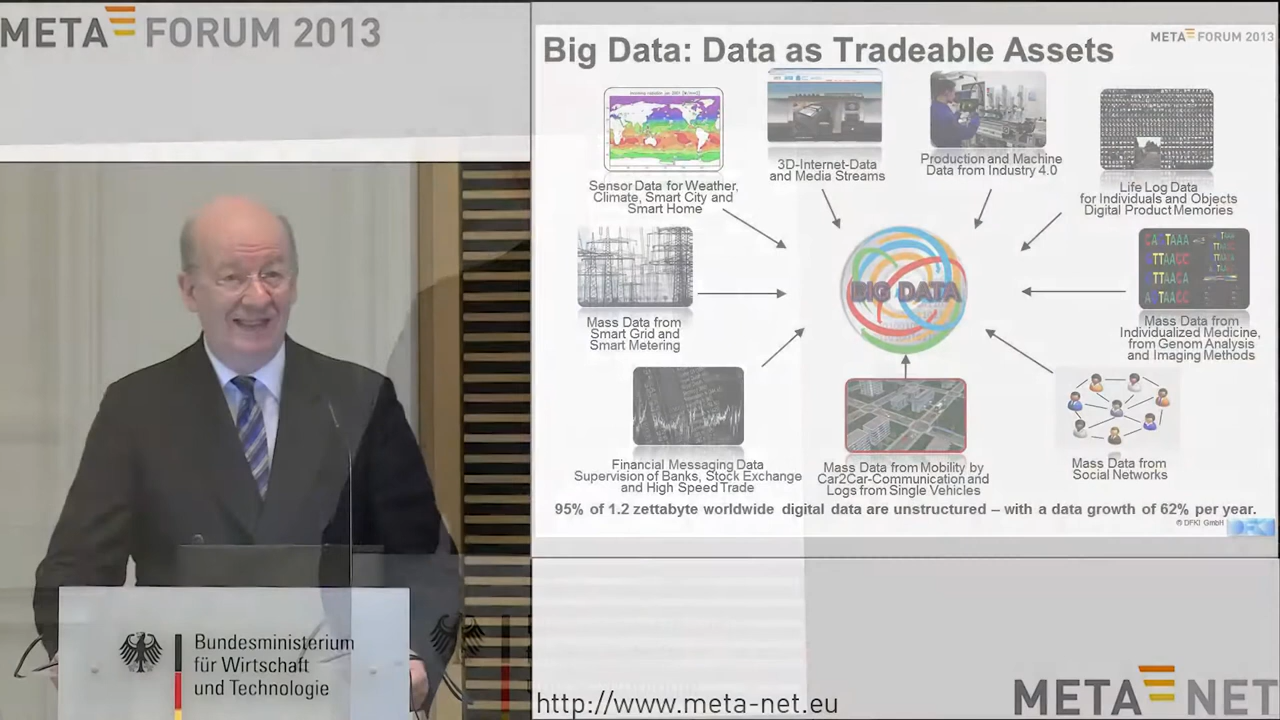 META FORUM 2013
Big Data: Data as Tradeable Assets
META FORUM 2013
Sensor Data for Weather,
Climate, Smart City and
Smart Home
3D-Internet-Data
and Media Streams
Production and Machine
Data from Industry 4.0
Life Log Data
for Individuals and Objects
Digital Product Memories
Mass Data from
Smart Grid and
Smart Metering
BIG DATA
Mass Data from
Individualized Medicine,
from Genom Analysis
and Imaging Methods
Financial Messaging Data
Supervision of Banks, Stock Exchange
and High Speed Trade
Mass Data from Mobility by
Car2Car-Communication and
Logs from Single Vehicles
Mass Data from
Social Networks
95% of 1.2 zettabyte worldwide digital data are unstructured – with a data growth of 62% per year.
© DFKI GmbH
Bundesministerium
für Wirtschaft
und Technologie
http://www.meta-net.eu
META NET